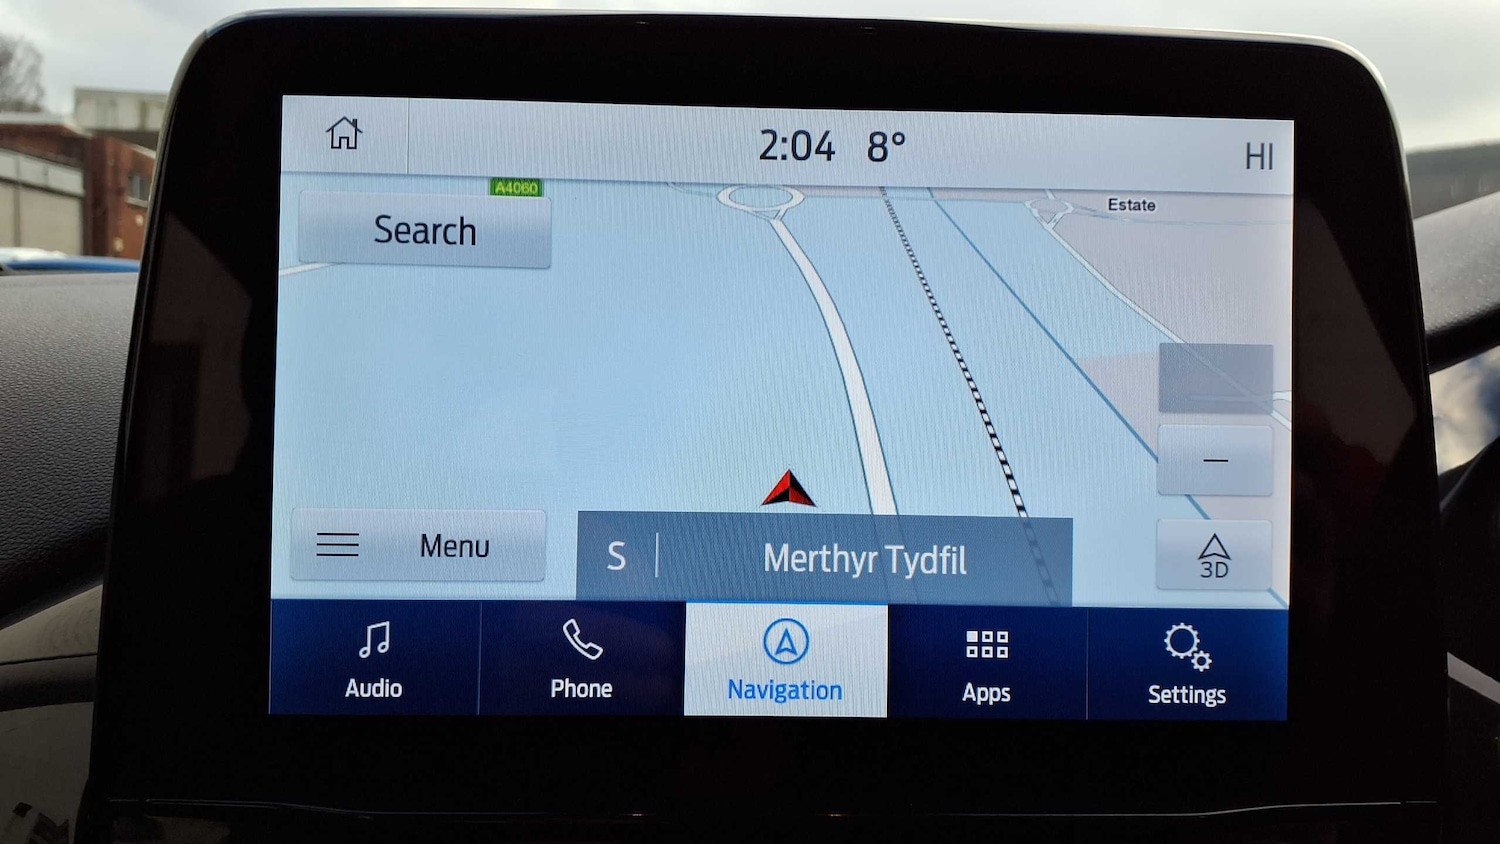 2:04 8° HI
A4060
Estate
Search
—
Menu
S | Merthyr Tydfil
3D
Audio
Phone
Navigation
Apps
Settings